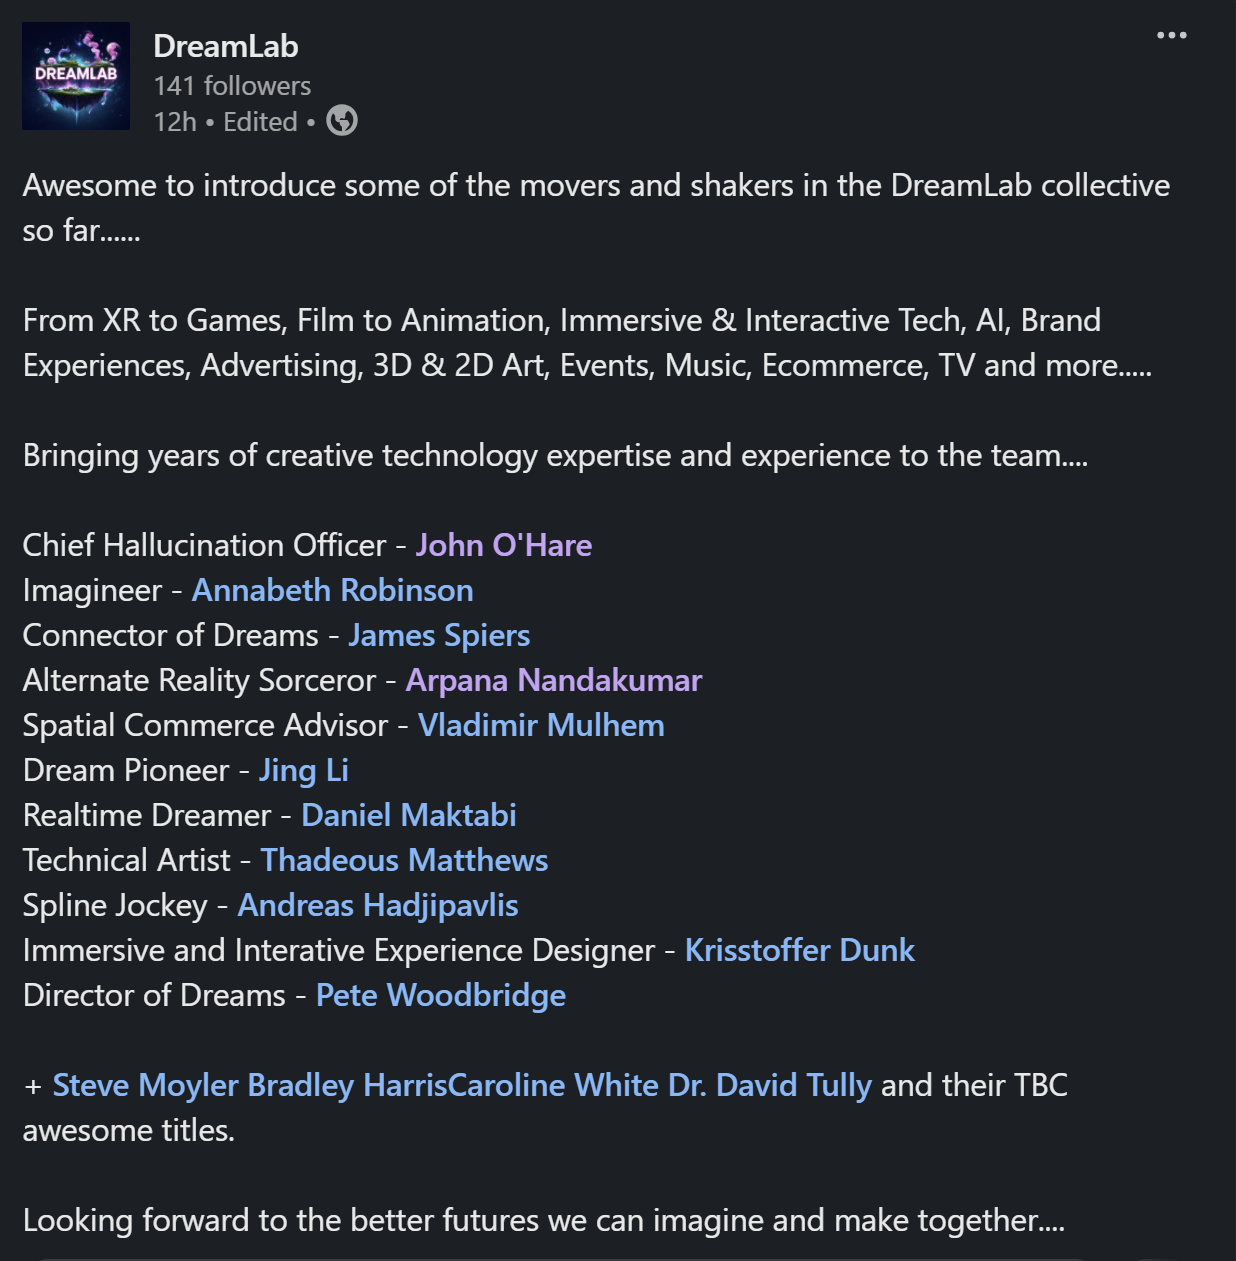 DREAMLAB
DreamLab
141 followers
12h • Edited •
Awesome to introduce some of the movers and shakers in the DreamLab collective
so far......
From XR to Games, Film to Animation, Immersive & Interactive Tech, AI, Brand
Experiences, Advertising, 3D & 2D Art, Events, Music, Ecommerce, TV and more.....
Bringing years of creative technology expertise and experience to the team....
Chief Hallucination Officer - John O'Hare
Imagineer - Annabeth Robinson
Connector of Dreams - James Spiers
Alternate Reality Sorceror - Arpana Nandakumar
Spatial Commerce Advisor - Vladimir Mulhem
Dream Pioneer - Jing Li
Realtime Dreamer - Daniel Maktabi
Technical Artist - Thadeous Matthews
Spline Jockey - Andreas Hadjipavlis
Immersive and Interative Experience Designer - Krisstoffer Dunk
Director of Dreams - Pete Woodbridge
+ Steve Moyler Bradley HarrisCaroline White Dr. David Tully and their TBC
awesome titles.
Looking forward to the better futures we can imagine and make together....